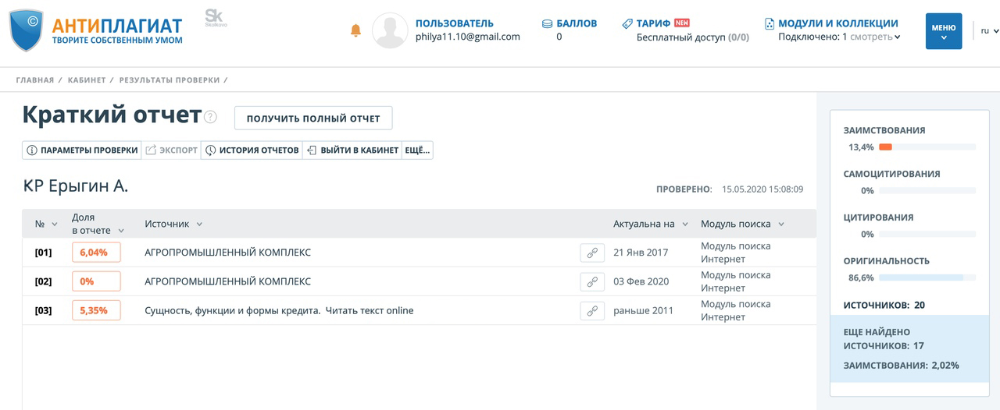 АНТИПЛАГИАТ
ТВОРИТЕ СОБСТВЕННЫМ УМОМ
©
Sk
Skolkovo
ПОЛЬЗОВАТЕЛЬ
philya11.10@gmail.com
БАЛЛОВ
0
ТАРИФ NEW
Бесплатный доступ (0/0)
МОДУЛИ И КОЛЛЕКЦИИ
Подключено: 1 смотреть
МЕНЮ
ru
ГЛАВНАЯ / КАБИНЕТ / РЕЗУЛЬТАТЫ ПРОВЕРКИ /
Краткий отчет ?
ПОЛУЧИТЬ ПОЛНЫЙ ОТЧЕТ
ПАРАМЕТРЫ ПРОВЕРКИ ЭКСПОРТ ИСТОРИЯ ОТЧЕТОВ ВЫЙТИ В КАБИНЕТ ЕЩЁ...
КР Ерыгин А.
ПРОВЕРЕНО: 15.05.2020 15:08:09
№ Доля
в отчете Источник Актуальна на Модуль поиска
[01] 6,04% АГРОПРОМЫШЛЕННЫЙ КОМПЛЕКС 21 Янв 2017 Модуль поиска
Интернет
[02] 0% АГРОПРОМЫШЛЕННЫЙ КОМПЛЕКС 03 Фев 2020 Модуль поиска
Интернет
[03] 5,35% Сущность, функции и формы кредита. Читать текст online раньше 2011 Модуль поиска
Интернет
ЗАИМСТВОВАНИЯ
13,4%
САМОЦИТИРОВАНИЯ
0%
ЦИТИРОВАНИЯ
0%
ОРИГИНАЛЬНОСТЬ
86,6%
ИСТОЧНИКОВ: 20
ЕЩЕ НАЙДЕНО
ИСТОЧНИКОВ: 17
ЗАИМСТВОВАНИЯ: 2,02%